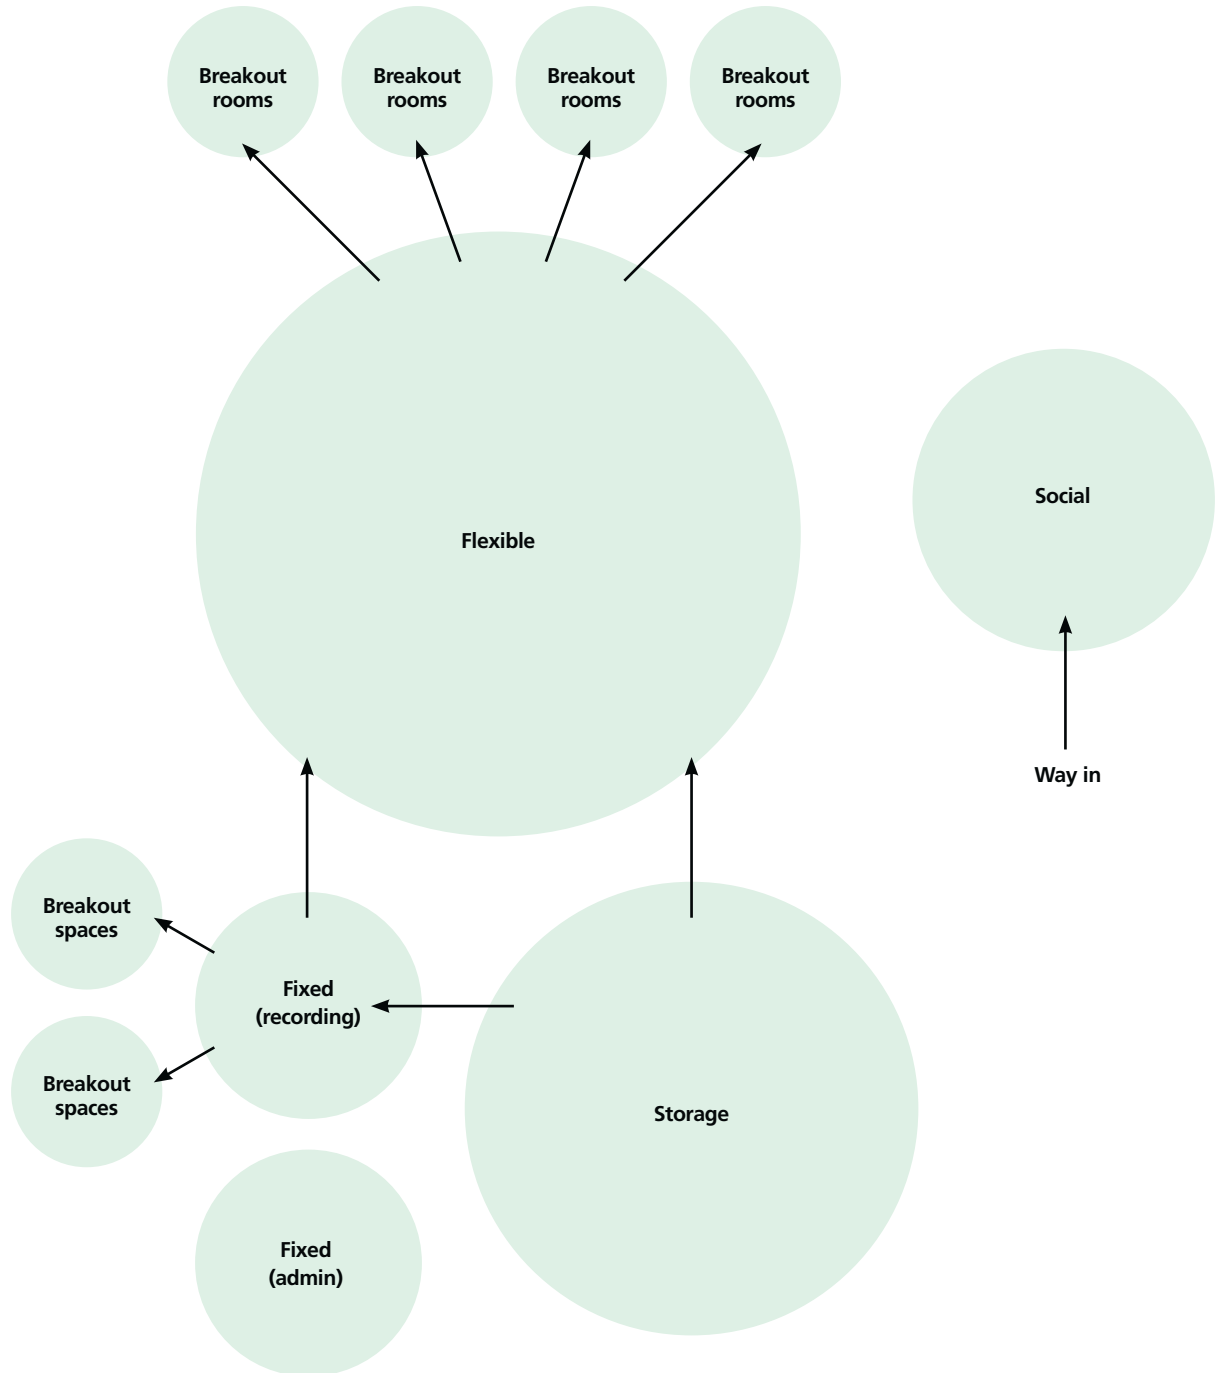 Breakout
rooms
Breakout
rooms
Breakout
rooms
Breakout
rooms
Social
Flexible
Way in
Breakout
spaces
Fixed
(recording)
Breakout
spaces
Storage
Fixed
(admin)